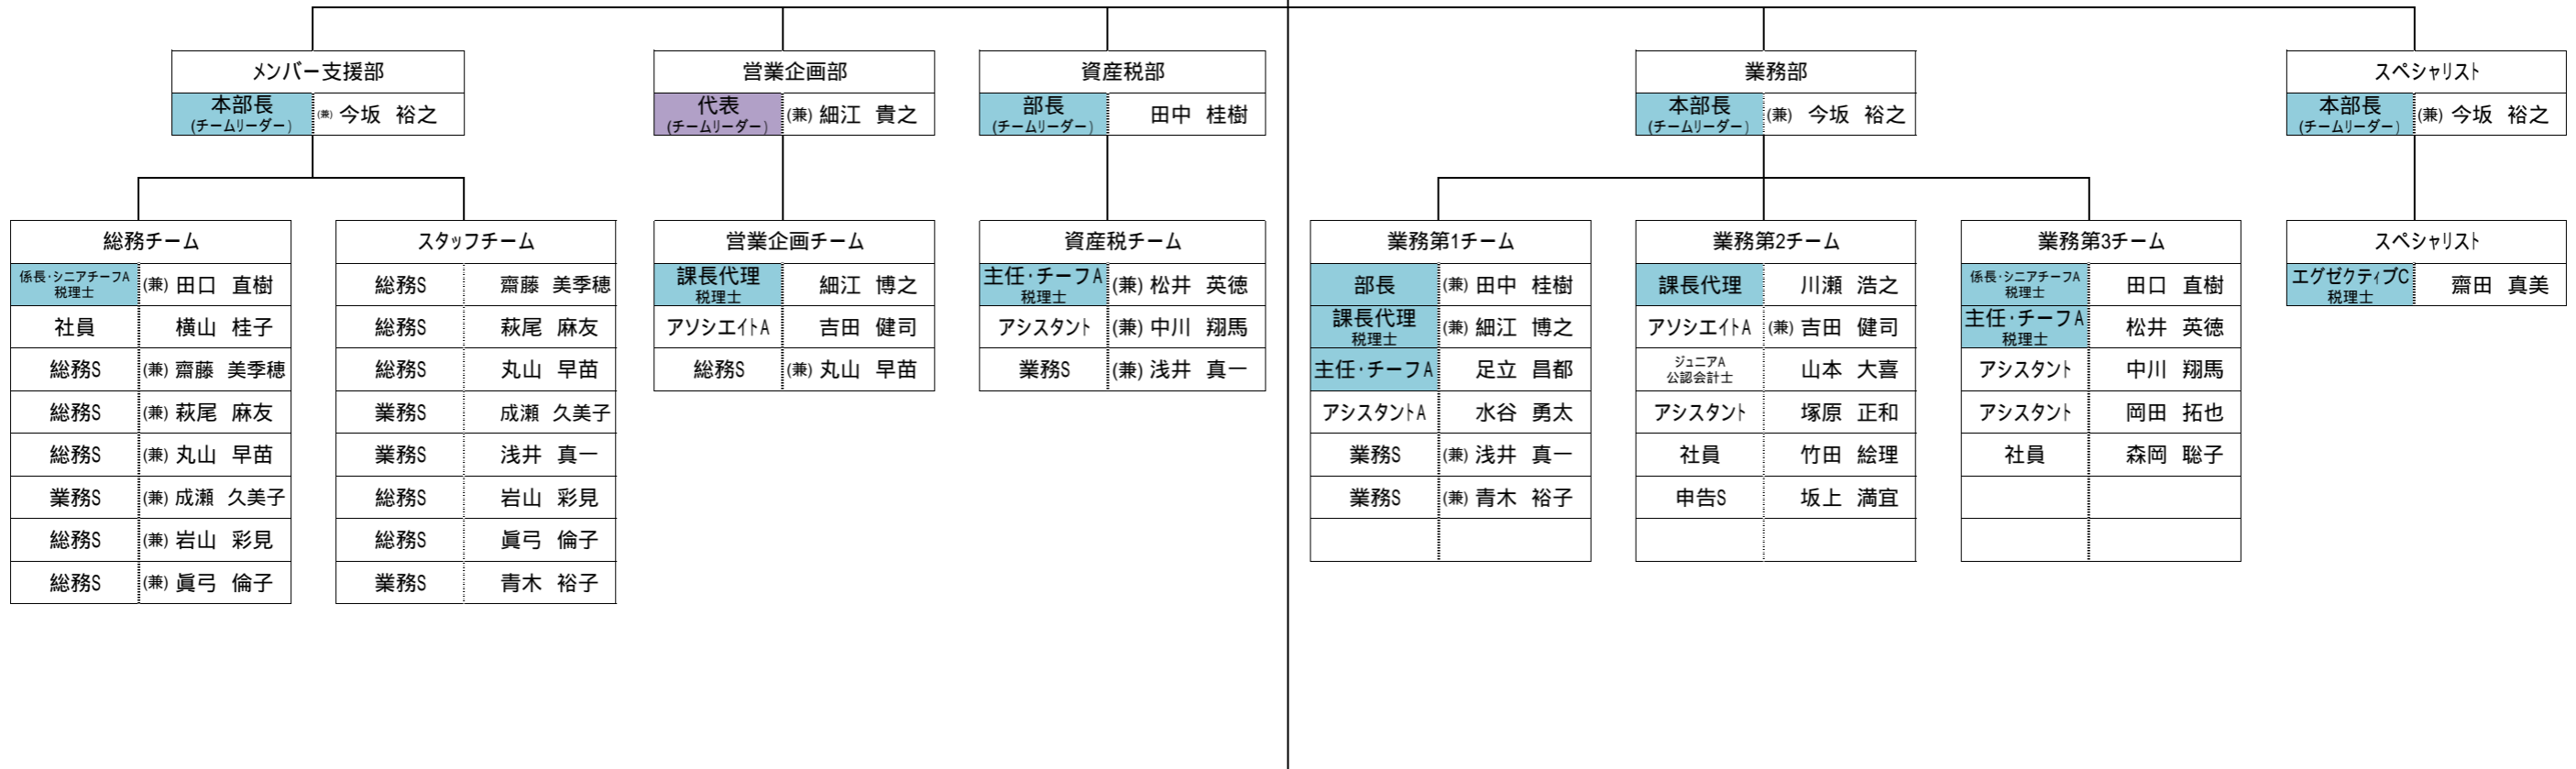 メンバー支援部
本部長
(チームリーダー)
(兼) 今坂 裕之
営業企画部
代表
(チームリーダー)
(兼) 細江 貴之
資産税部
部長
(チームリーダー)
田中 桂樹
業務部
本部長
(チームリーダー)
(兼) 今坂 裕之
スペシャリスト
本部長
(チームリーダー)
(兼) 今坂 裕之
総務チーム
係長・シニアチーフA
税理士
(兼) 田口 直樹
社員 横山 桂子
総務S (兼) 齋藤 美季穂
総務S (兼) 萩尾 麻友
総務S (兼) 丸山 早苗
業務S (兼) 成瀬 久美子
総務S (兼) 岩山 彩見
総務S (兼) 眞弓 倫子
スタッフチーム
総務S 齋藤 美季穂
総務S 萩尾 麻友
総務S 丸山 早苗
業務S 成瀬 久美子
業務S 浅井 真一
総務S 岩山 彩見
総務S 眞弓 倫子
業務S 青木 裕子
営業企画チーム
課長代理
税理士
細江 博之
アソシエイトA 吉田 健司
総務S (兼) 丸山 早苗
資産税チーム
主任・チーフA
税理士
(兼) 松井 英徳
アシスタント (兼) 中川 翔馬
業務S (兼) 浅井 真一
業務第1チーム
部長 (兼) 田中 桂樹
課長代理
税理士
(兼) 細江 博之
主任・チーフA 足立 昌都
アシスタントA 水谷 勇太
業務S (兼) 浅井 真一
業務S (兼) 青木 裕子
業務第2チーム
課長代理 川瀬 浩之
アソシエイトA (兼) 吉田 健司
ジュニアA
公認会計士
山本 大喜
アシスタント 塚原 正和
社員 竹田 絵理
申告S 坂上 満宜
業務第3チーム
係長・シニアチーフA
税理士
田口 直樹
主任・チーフA
税理士
松井 英徳
アシスタント 中川 翔馬
アシスタント 岡田 拓也
社員 森岡 聡子
スペシャリスト
エグゼクティブC
税理士
齋田 真美